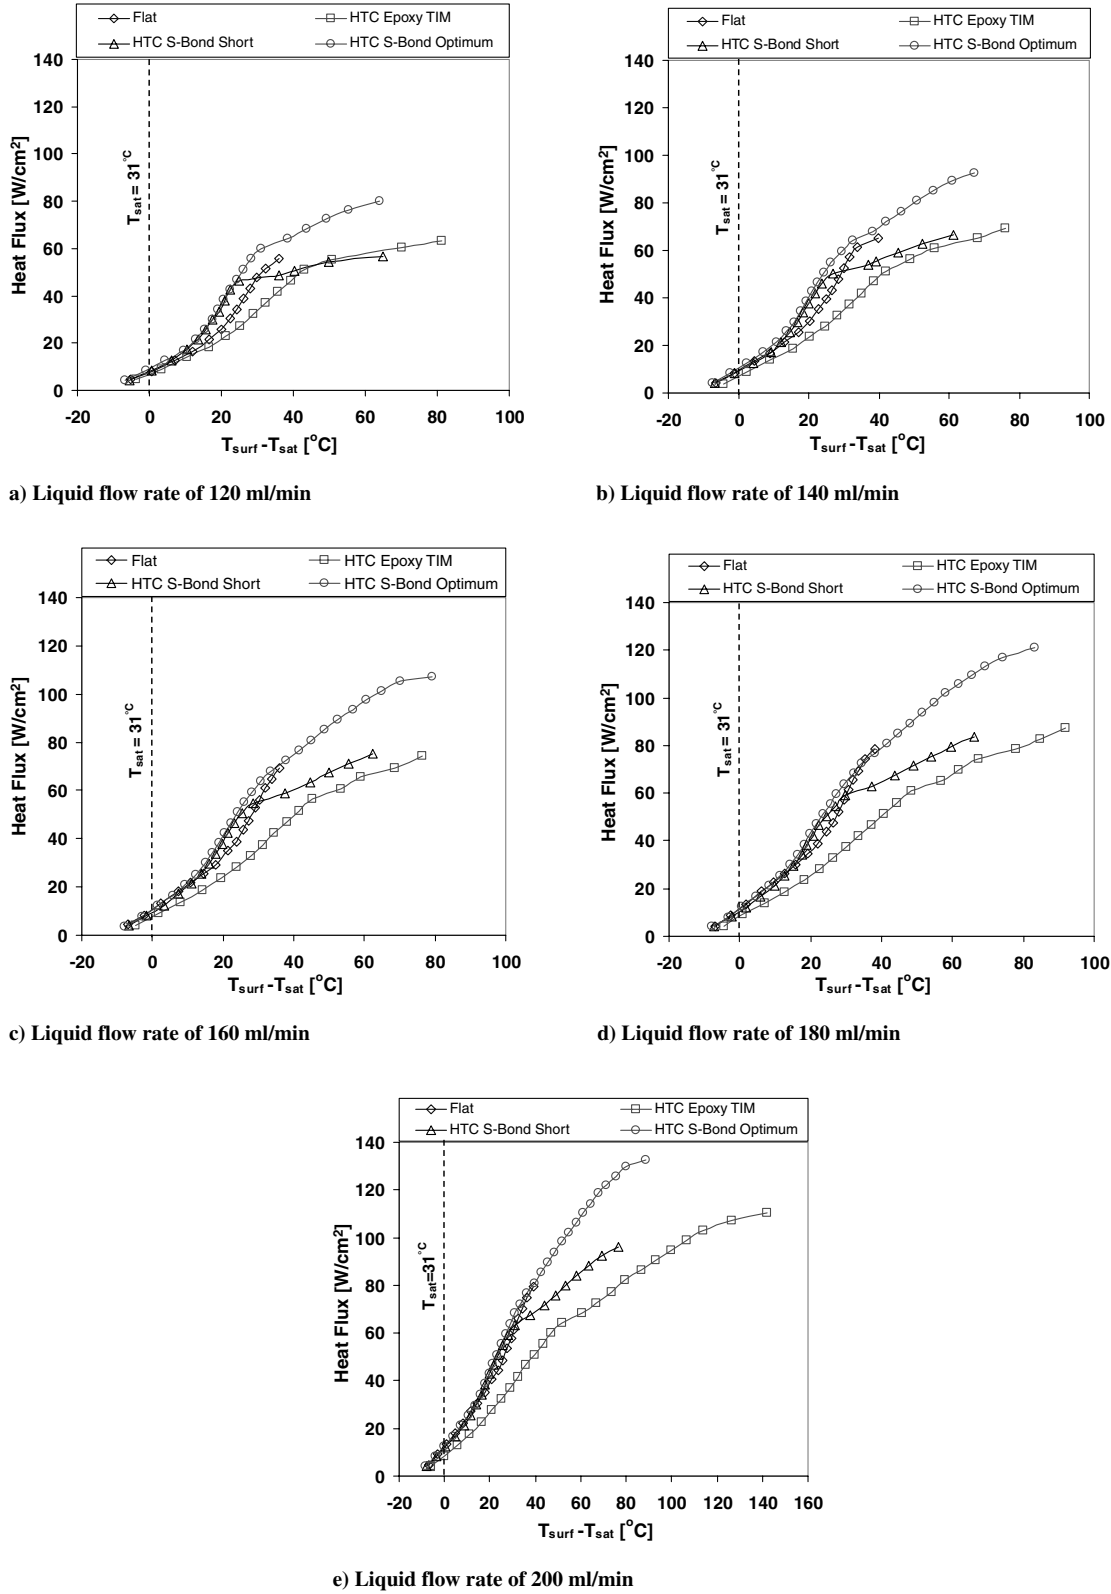 Flat HTC Epoxy TIM
HTC S-Bond Short HTC S-Bond Optimum
140
120
100
80
60
40
20
0
-20 0 20 40 60 80 100
Heat Flux [W/cm²]
Tsat = 31°C
Tsurf -Tsat [°C]
a) Liquid flow rate of 120 ml/min
Flat HTC Epoxy TIM
HTC S-Bond Short HTC S-Bond Optimum
140
120
100
80
60
40
20
0
-20 0 20 40 60 80 100
Heat Flux [W/cm²]
Tsat = 31°C
Tsurf -Tsat [°C]
b) Liquid flow rate of 140 ml/min
Flat HTC Epoxy TIM
HTC S-Bond Short HTC S-Bond Optimum
140
120
100
80
60
40
20
0
-20 0 20 40 60 80 100
Heat Flux [W/cm²]
Tsat = 31°C
Tsurf -Tsat [°C]
c) Liquid flow rate of 160 ml/min
Flat HTC Epoxy TIM
HTC S-Bond Short HTC S-Bond Optimum
140
120
100
80
60
40
20
0
-20 0 20 40 60 80 100
Heat Flux [W/cm²]
Tsat = 31°C
Tsurf -Tsat [°C]
d) Liquid flow rate of 180 ml/min
Flat HTC Epoxy TIM
HTC S-Bond Short HTC S-Bond Optimum
140
120
100
80
60
40
20
0
-20 0 20 40 60 80 100 120 140 160
Heat Flux [W/cm²]
Tsat=31°C
Tsurf -Tsat [°C]
e) Liquid flow rate of 200 ml/min